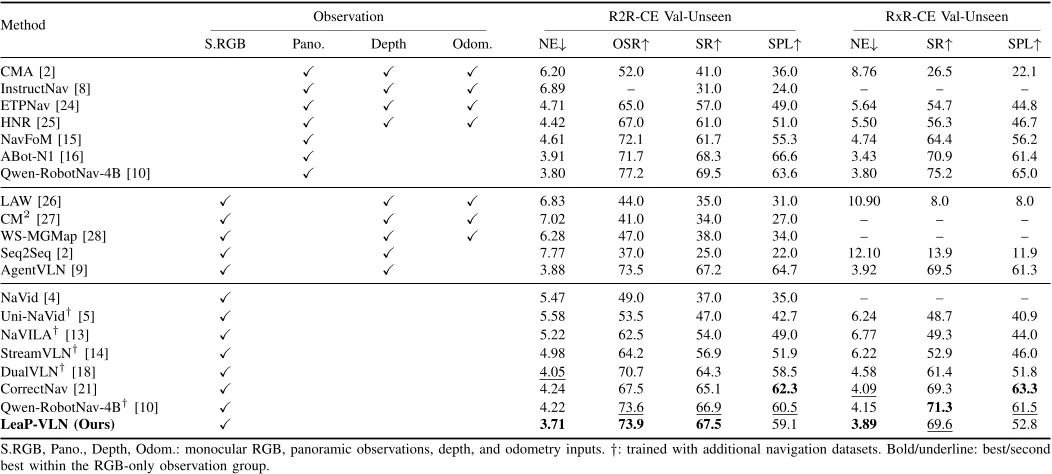 Method Observation R2R-CE Val-Unseen RxR-CE Val-Unseen
S.RGB Pano. Depth Odom. NE↓ OSR↑ SR↑ SPL↑ NE↓ SR↑ SPL↑
CMA [2] ✓ ✓ ✓ 6.20 52.0 41.0 36.0 8.76 26.5 22.1
InstructNav [8] ✓ ✓ ✓ 6.89 – 31.0 24.0 – – –
ETPNav [24] ✓ ✓ ✓ 4.71 65.0 57.0 49.0 5.64 54.7 44.8
HNR [25] ✓ ✓ ✓ 4.42 67.0 61.0 51.0 5.50 56.3 46.7
NavFoM [15] ✓ 4.61 72.1 61.7 55.3 4.74 64.4 56.2
ABot-N1 [16] ✓ 3.91 71.7 68.3 66.6 3.43 70.9 61.4
Qwen-RobotNav-4B [10] ✓ 3.80 77.2 69.5 63.6 3.80 75.2 65.0
LAW [26] ✓ ✓ ✓ 6.83 44.0 35.0 31.0 10.90 8.0 8.0
CM² [27] ✓ ✓ ✓ 7.02 41.0 34.0 27.0 – – –
WS-MGMap [28] ✓ ✓ ✓ 6.28 47.0 38.0 34.0 – – –
Seq2Seq [2] ✓ ✓ 7.77 37.0 25.0 22.0 12.10 13.9 11.9
AgentVLN [9] ✓ ✓ 3.88 73.5 67.2 64.7 3.92 69.5 61.3
NaVid [4] ✓ 5.47 49.0 37.0 35.0 – – –
Uni-NaVid† [5] ✓ 5.58 53.5 47.0 42.7 6.24 48.7 40.9
NaVILA† [13] ✓ 5.22 62.5 54.0 49.0 6.77 49.3 44.0
StreamVLN† [14] ✓ 4.98 64.2 56.9 51.9 6.22 52.9 46.0
DualVLN† [18] ✓ 4.05 70.7 64.3 58.5 4.58 61.4 51.8
CorrectNav [21] ✓ 4.24 67.5 65.1 62.3 4.09 69.3 63.3
Qwen-RobotNav-4B† [10] ✓ 4.22 73.6 66.9 60.5 4.15 71.3 61.5
LeaP-VLN (Ours) ✓ 3.71 73.9 67.5 59.1 3.89 69.6 52.8
S.RGB, Pano., Depth, Odom.: monocular RGB, panoramic observations, depth, and odometry inputs. †: trained with additional navigation datasets. Bold/underline: best/second
best within the RGB-only observation group.